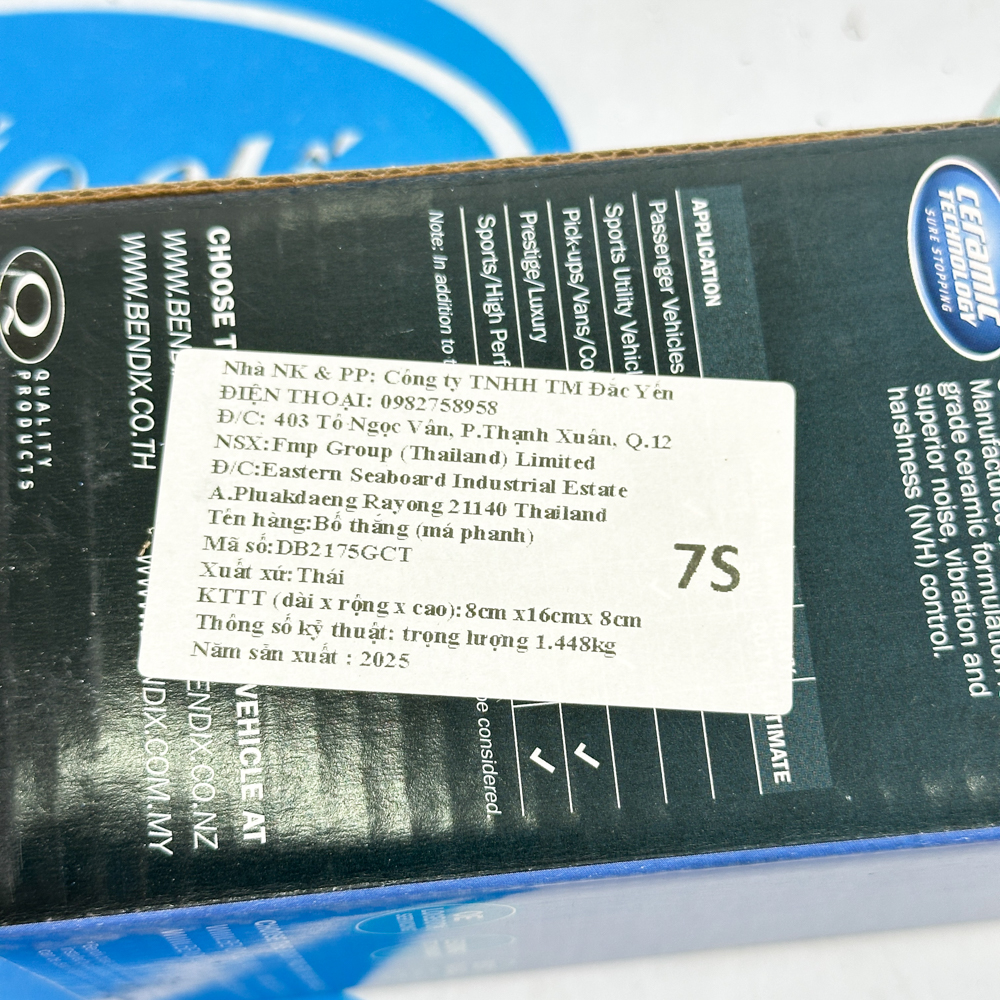 Nhà NK & PP: Công ty TNHH TM Đắc Yến
ĐIỆN THOẠI: 0982758958
Đ/C: 403 Tô Ngọc Vân, P.Thạnh Xuân, Q.12
NSX:Fmp Group (Thailand) Limited
Đ/C:Eastern Seaboard Industrial Estate
A.Pluakdaeng Rayong 21140 Thailand
Tên hàng:Bố thắng (má phanh)
Mã số:DB2175GCT
Xuất xứ: Thái
KTTT (dài x rộng x cao): 8cm x16cmx 8cm
Thông số kỹ thuật: trọng lượng 1.448kg
Năm sản xuất : 2025
7S
CERAMIC
TECHNOLOGY
SURE STOPPING
grade ceramic formulation
superior noise, vibration and
harshness (NVH) control.
APPLICATION
TIMATE
Passenger Vehicles
Sports Utility
Pick-ups/Vans/
Prestige/Luxury
Sports/High
Note: In addition to
be considered.
CHOOSE
VEHICLE AT
WWW.
ENDIX.CO.NZ
WWW.BENDIX.CO.TH
NDIX.COM.MY
Q
QUALITY
PRODUCTS